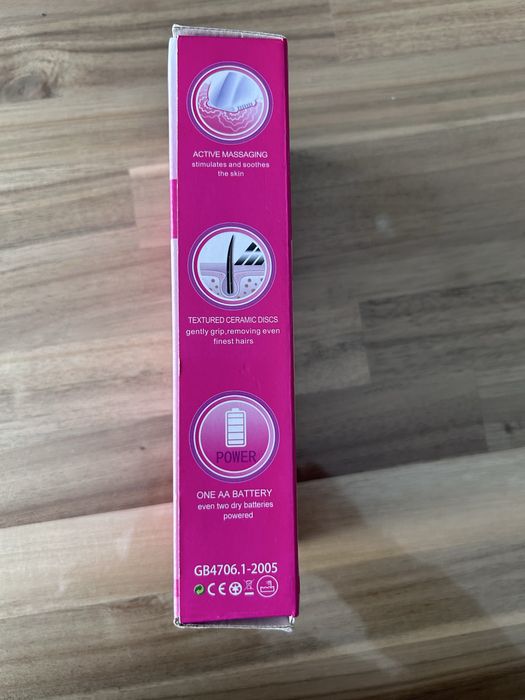 ACTIVE MASSAGING
stimulates and soothes
the skin
TEXTURED CERAMIC DISCS
gently grip,removing even
finest hairs
POWER
ONE AA BATTERY
even two dry batteries
powered
GB4706.1-2005
CE